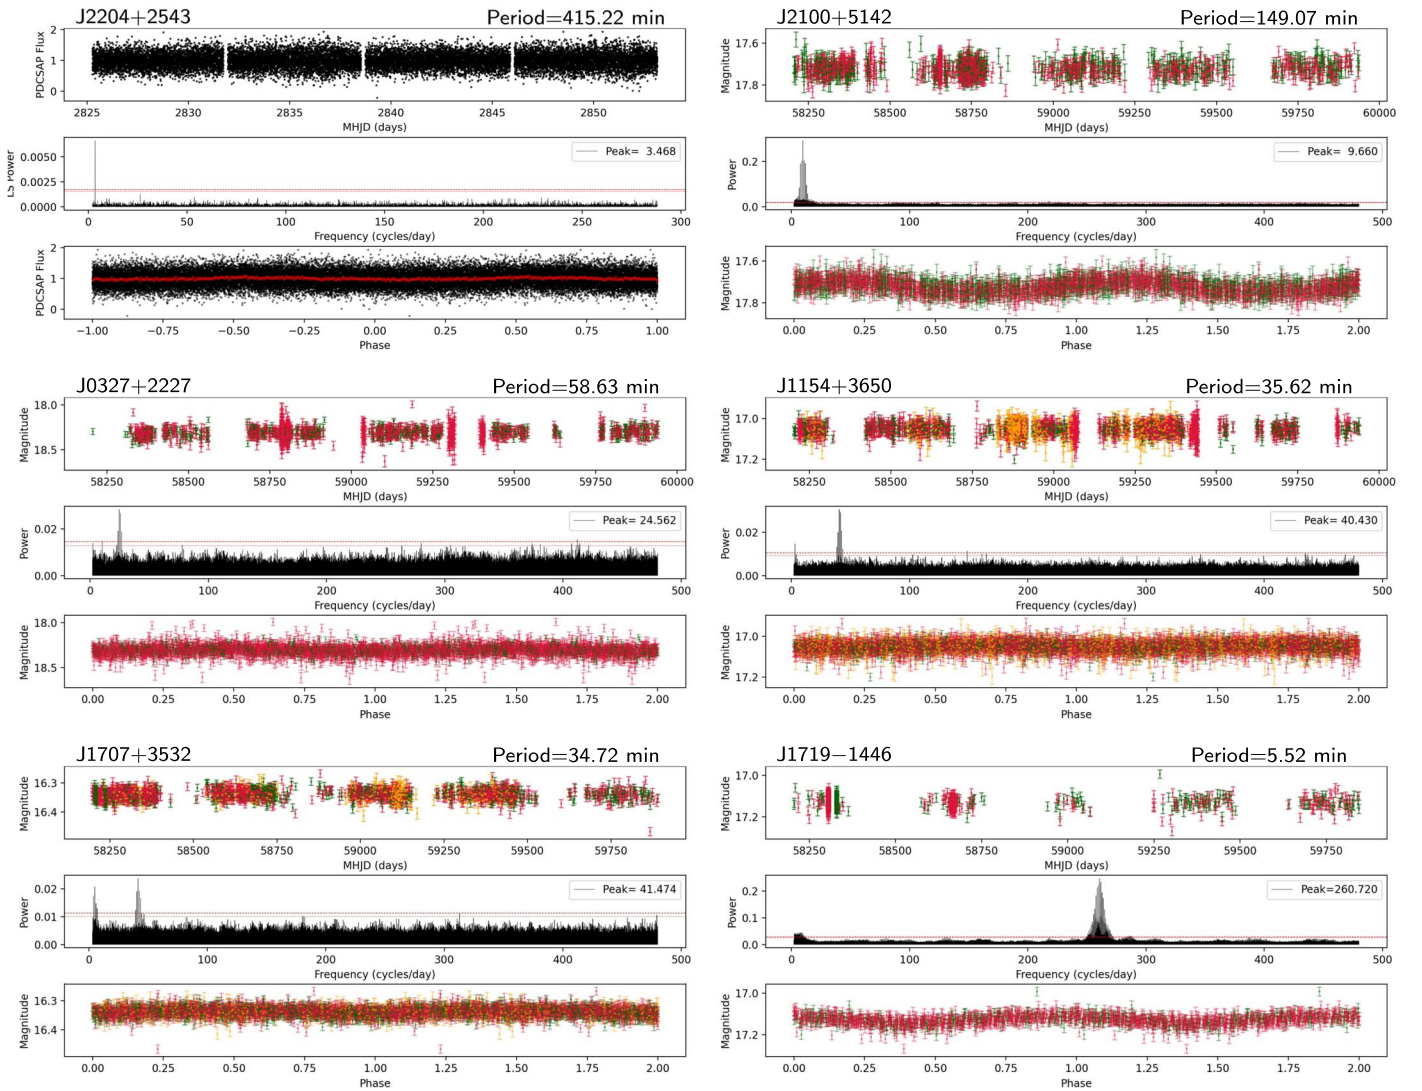 J2204+2543 Period=415.22 min
2
1
0
PDCSAP Flux
2825 2830 2835 2840 2845 2850
MHJD (days)
0.0050
0.0025
0.0000
LS Power
Peak= 3.468
0 50 100 150 200 250 300
Frequency (cycles/day)
2
1
0
PDCSAP Flux
−1.00 −0.75 −0.50 −0.25 0.00 0.25 0.50 0.75 1.00
Phase
J2100+5142 Period=149.07 min
17.6
17.8
Magnitude
58250 58500 58750 59000 59250 59500 59750 60000
MHJD (days)
0.2
0.0
Power
Peak= 9.660
0 100 200 300 400 500
Frequency (cycles/day)
17.6
17.8
Magnitude
0.00 0.25 0.50 0.75 1.00 1.25 1.50 1.75 2.00
Phase
J0327+2227 Period=58.63 min
18.0
18.5
Magnitude
58250 58500 58750 59000 59250 59500 59750 60000
MHJD (days)
0.02
0.00
Power
Peak= 24.562
0 100 200 300 400 500
Frequency (cycles/day)
18.0
18.5
Magnitude
0.00 0.25 0.50 0.75 1.00 1.25 1.50 1.75 2.00
Phase
J1154+3650 Period=35.62 min
17.0
17.2
Magnitude
58250 58500 58750 59000 59250 59500 59750 60000
MHJD (days)
0.02
0.00
Power
Peak= 40.430
0 100 200 300 400 500
Frequency (cycles/day)
17.0
17.2
Magnitude
0.00 0.25 0.50 0.75 1.00 1.25 1.50 1.75 2.00
Phase
J1707+3532 Period=34.72 min
16.3
16.4
Magnitude
58250 58500 58750 59000 59250 59500 59750
MHJD (days)
0.02
0.01
0.00
Power
Peak= 41.474
0 100 200 300 400 500
Frequency (cycles/day)
16.3
16.4
Magnitude
0.00 0.25 0.50 0.75 1.00 1.25 1.50 1.75 2.00
Phase
J1719−1446 Period=5.52 min
17.0
17.2
Magnitude
58250 58500 58750 59000 59250 59500 59750
MHJD (days)
0.2
0.1
0.0
Power
Peak=260.720
0 100 200 300 400 500
Frequency (cycles/day)
17.0
17.2
Magnitude
0.00 0.25 0.50 0.75 1.00 1.25 1.50 1.75 2.00
Phase